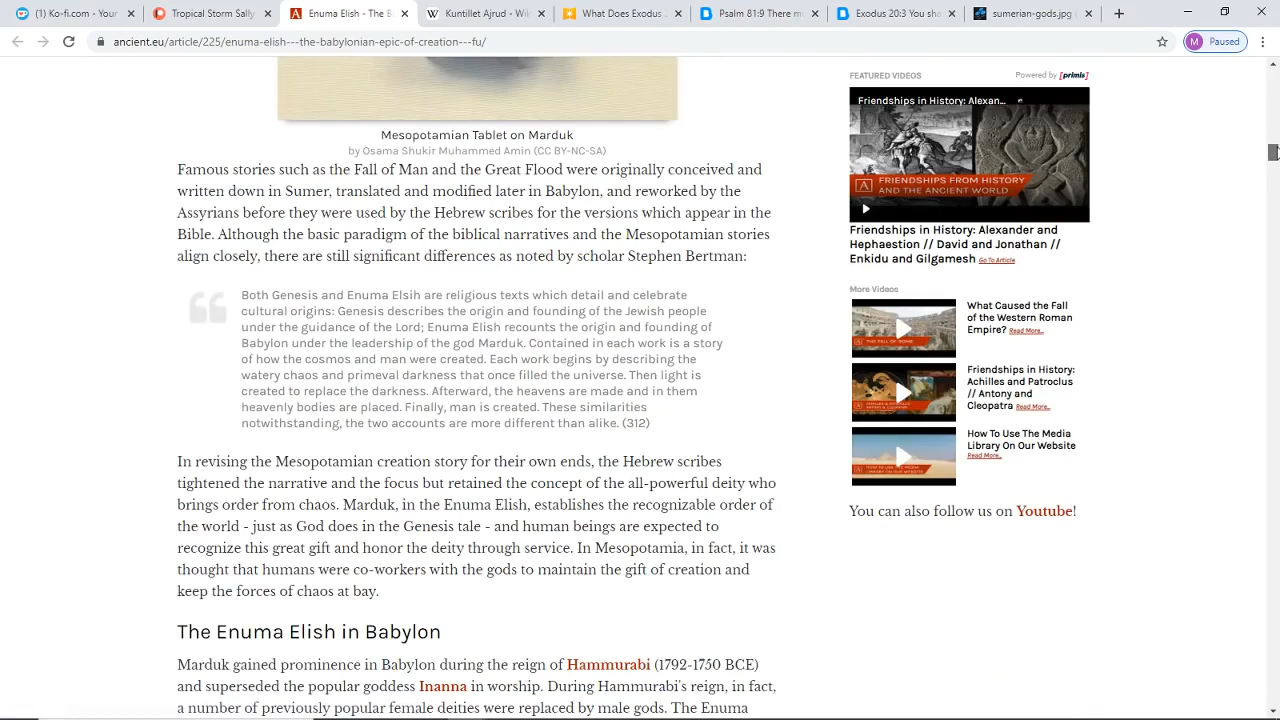 (1) Ko-fi.com - Your
Triptrop Storm Sally
The Enuma Elish - The B
Wikkellet Ajrud - Wikip
What Does Exodus
Psalm 81:9 There m
Exodus 20:3 You sh
sumerian-gods.jpg
ancient.eu/article/225/enuma-elish---the-babylonian-epic-of-creation---fu/
M Paused
FEATURED VIDEOS
Powered by [primis]
Friendships in History: Alexan...
FRIENDSHIPS FROM HISTORY
AND THE ANCIENT WORLD
Friendships in History: Alexander and
Hephaestion // David and Jonathan //
Enkidu and Gilgamesh Go To Article
More Videos
What Caused the Fall
of the Western Roman
Empire? Read More...
THE FALL OF ROME
Friendships in History:
Achilles and Patroclus
// Antony and
Cleopatra Read More...
How To Use The Media
Library On Our Website
Read More...
You can also follow us on Youtube!
Mesopotamian Tablet on Marduk
by Osama Shukir Muhammed Amin (CC BY-NC-SA)
Famous stories such as the Fall of Man and the Great Flood were originally conceived and
written down in Sumer, translated and modified later in Babylon, and reworked by the
Assyrians before they were used by the Hebrew scribes for the versions which appear in the
Bible. Although the basic paradigm of the biblical narratives and the Mesopotamian stories
align closely, there are still significant differences as noted by scholar Stephen Bertman:
Both Genesis and Enuma Elsih are religious texts which detail and celebrate
cultural origins: Genesis describes the origin and founding of the Jewish people
under the guidance of the Lord; Enuma Elish recounts the origin and founding of
Babylon under the leadership of the god Marduk. Contained in each work is a story
of how the cosmos and man were created. Each work begins by describing the
watery chaos and primeval darkness that once filled the universe. Then light is
created to replace the darkness. Afterward, the heavens are made and in them
heavenly bodies are placed. Finally, man is created. These similarities
notwithstanding, the two accounts are more different than alike. (312)
In revising the Mesopotamian creation story for their own ends, the Hebrew scribes
tightened the narrative and the focus but retained the concept of the all-powerful deity who
brings order from chaos. Marduk, in the Enuma Elish, establishes the recognizable order of
the world - just as God does in the Genesis tale - and human beings are expected to
recognize this great gift and honor the deity through service. In Mesopotamia, in fact, it was
thought that humans were co-workers with the gods to maintain the gift of creation and
keep the forces of chaos at bay.
The Enuma Elish in Babylon
Marduk gained prominence in Babylon during the reign of Hammurabi (1792-1750 BCE)
and superseded the popular goddess Inanna in worship. During Hammurabi's reign, in fact,
a number of previously popular female deities were replaced by male gods. The Enuma